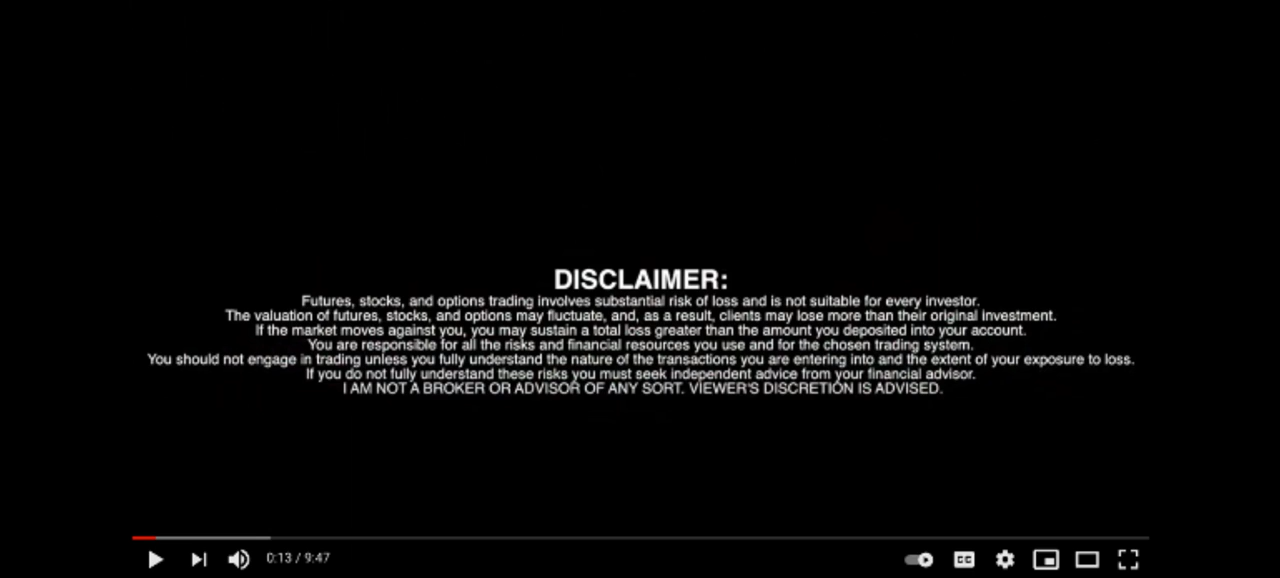 DISCLAIMER:
Futures, stocks, and options trading involves substantial risk of loss and is not suitable for every investor.
The valuation of futures, stocks, and options may fluctuate, and, as a result, clients may lose more than their original investment.
If the market moves against you, you may sustain a total loss greater than the amount you deposited into your account.
You are responsible for all the risks and financial resources you use and for the chosen trading system.
You should not engage in trading unless you fully understand the nature of the transactions you are entering into and the extent of your exposure to loss.
If you do not fully understand these risks you must seek independent advice from your financial advisor.
I AM NOT A BROKER OR ADVISOR OF ANY SORT. VIEWER'S DISCRETION IS ADVISED.
0:13 / 9:47
CC